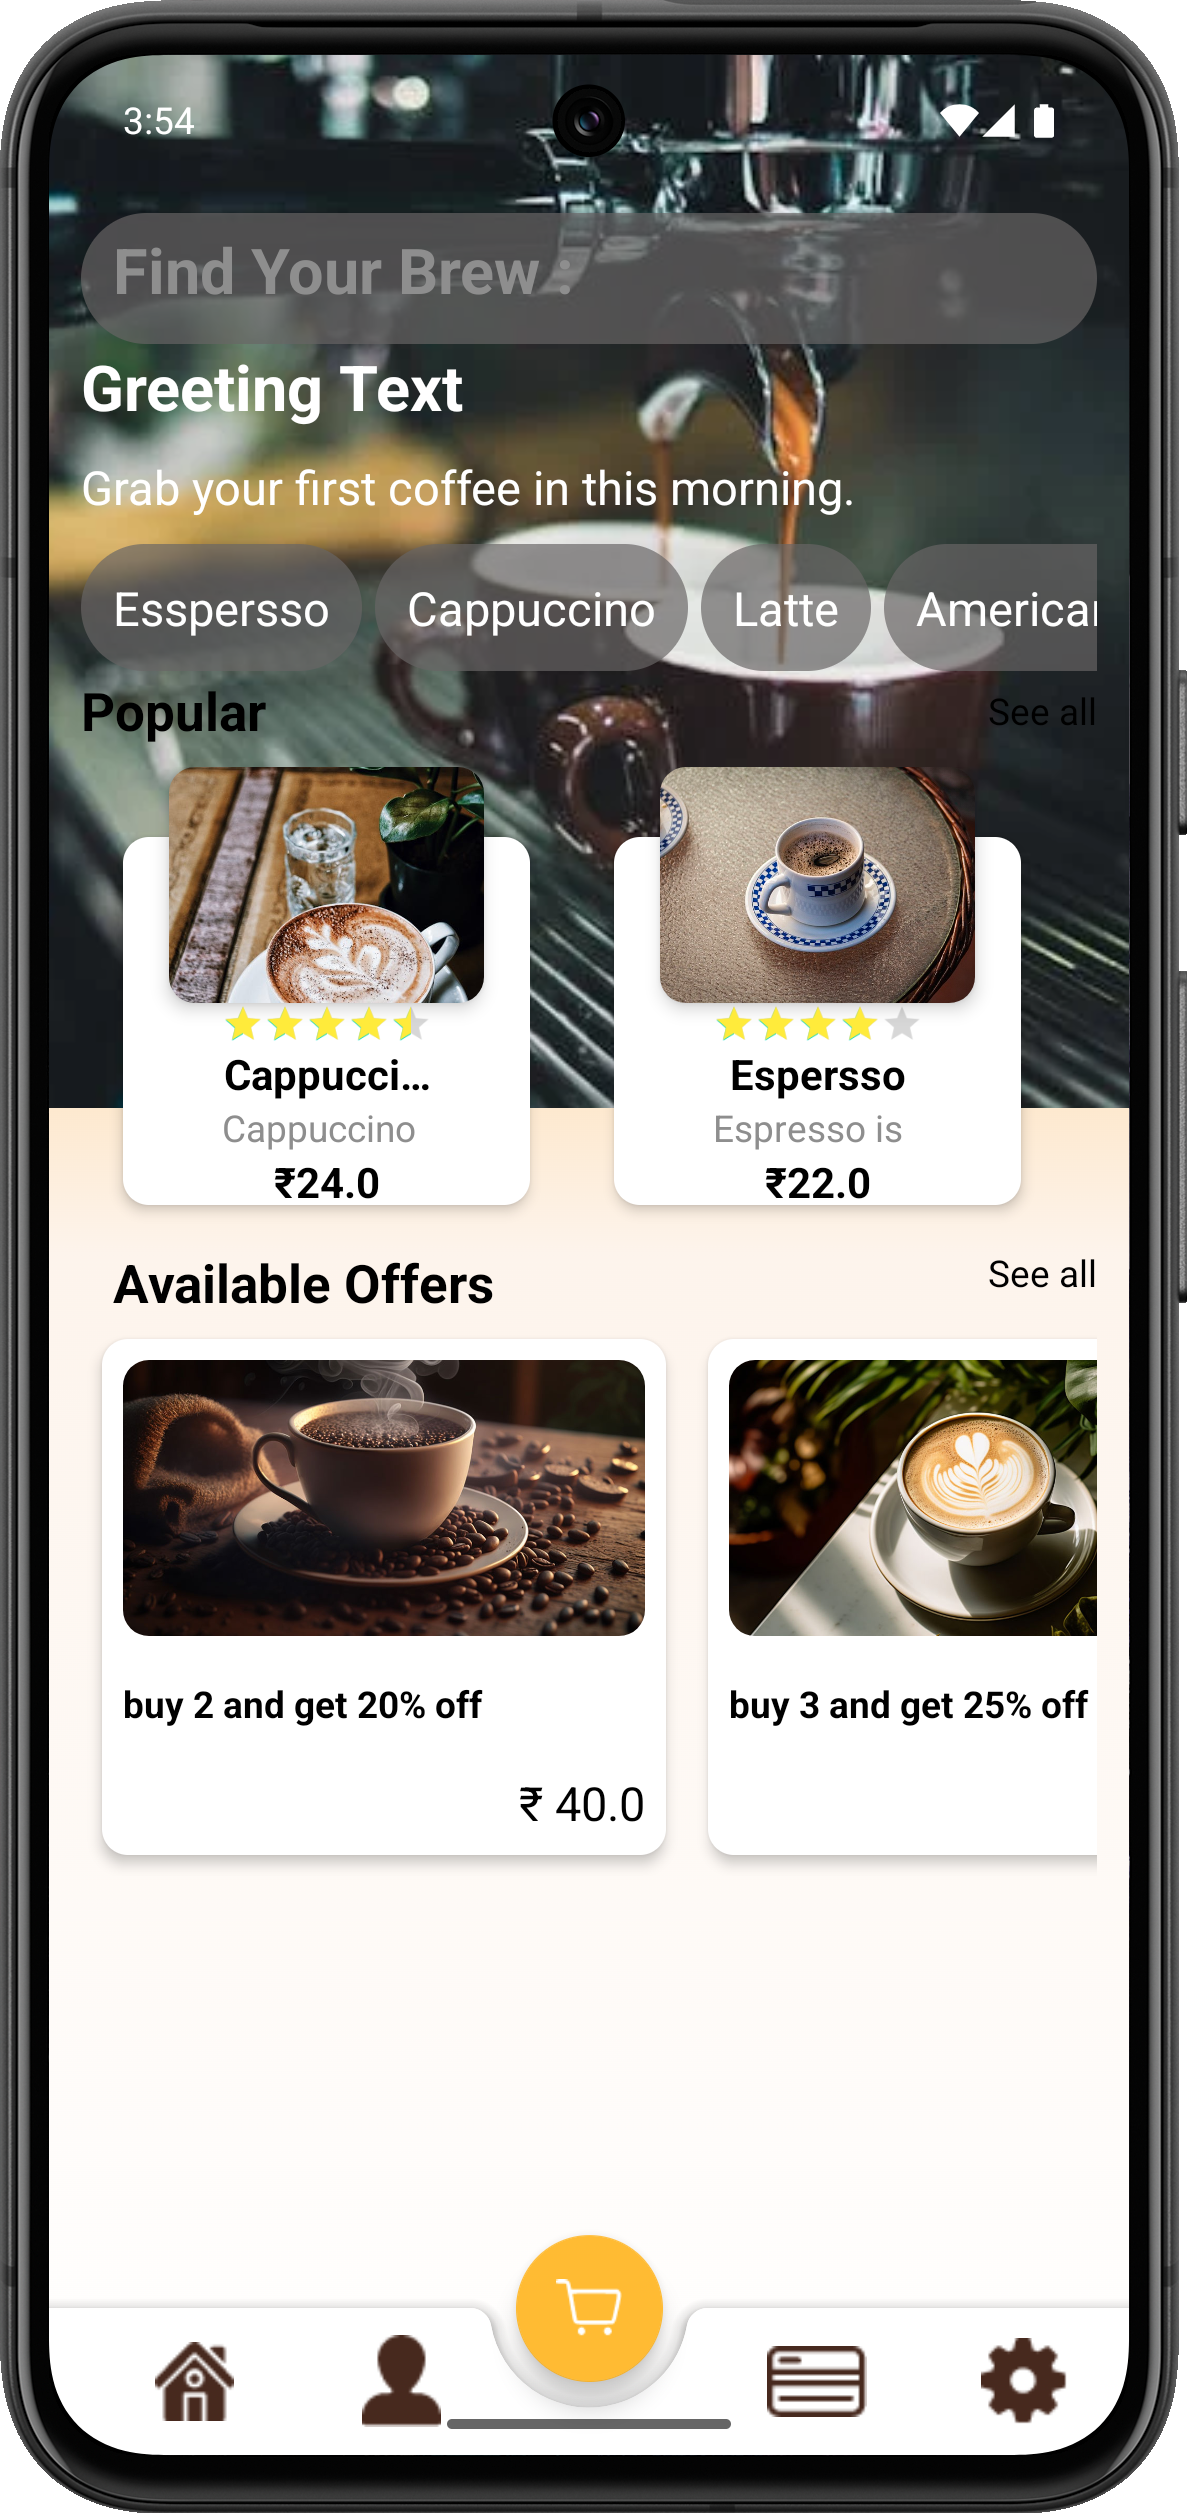 3:54
Find Your Brew :
Greeting Text
Grab your first coffee in this morning.
Esspersso Cappuccino Latte American
Popular See all
Cappucci... Espersso
Cappuccino Espresso is
₹24.0 ₹22.0
Available Offers See all
buy 2 and get 20% off buy 3 and get 25% off
₹ 40.0